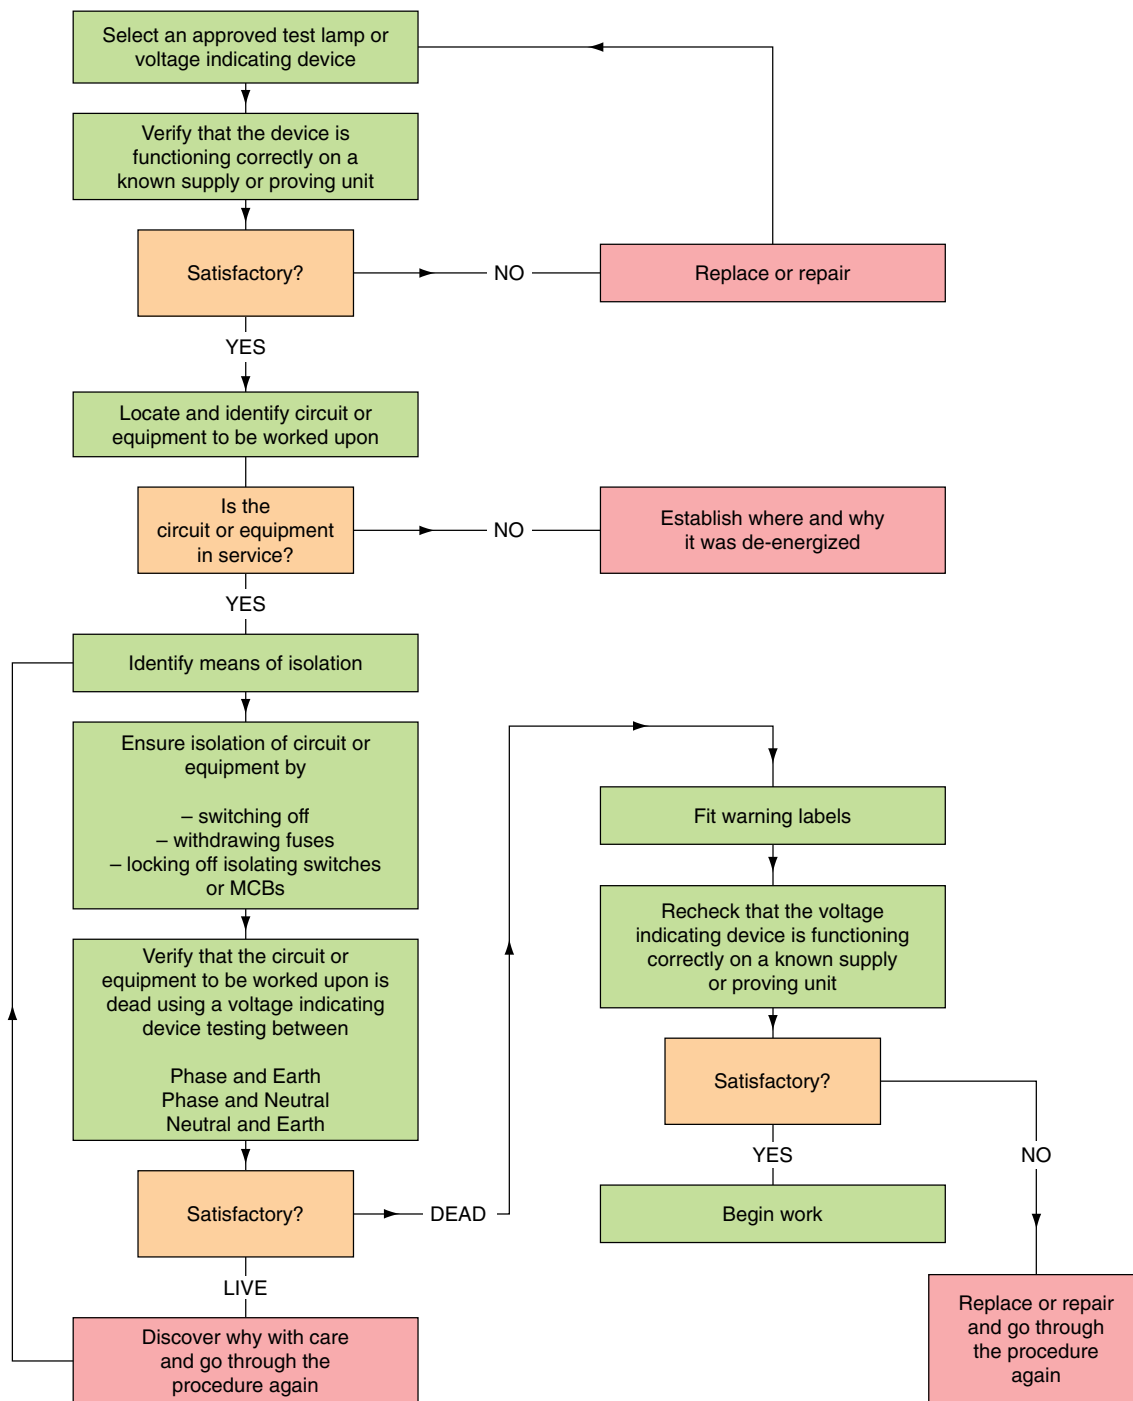 Select an approved test lamp or
voltage indicating device
Verify that the device is
functioning correctly on a
known supply or proving unit
Satisfactory?
NO
Replace or repair
YES
Locate and identify circuit or
equipment to be worked upon
Is the
circuit or equipment
in service?
NO
Establish where and why
it was de-energized
YES
Identify means of isolation
Ensure isolation of circuit or
equipment by
– switching off
– withdrawing fuses
– locking off isolating switches
or MCBs
Verify that the circuit or
equipment to be worked upon is
dead using a voltage indicating
device testing between
Phase and Earth
Phase and Neutral
Neutral and Earth
Satisfactory?
DEAD
LIVE
Discover why with care
and go through the
procedure again
Fit warning labels
Recheck that the voltage
indicating device is functioning
correctly on a known supply
or proving unit
Satisfactory?
YES
NO
Begin work
Replace or repair
and go through
the procedure
again